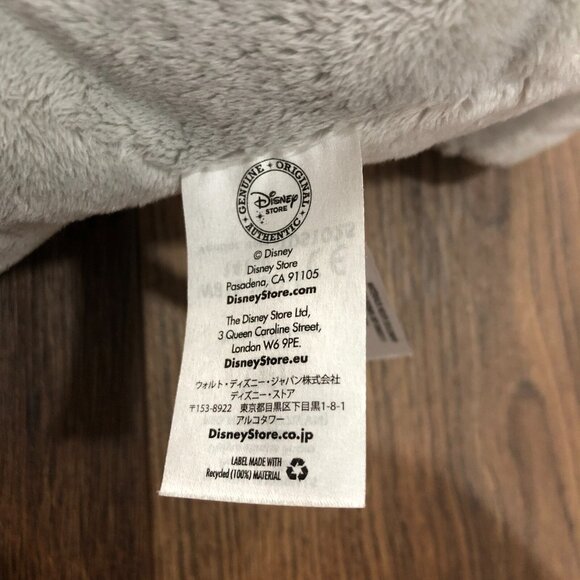 GENUINE • ORIGINAL • AUTHENTIC
Disney
STORE
© Disney
Disney Store
Pasadena, CA 91105
DisneyStore.com
The Disney Store Ltd,
3 Queen Caroline Street,
London W6 9PE.
DisneyStore.eu
ウォルト・ディズニー・ジャパン株式会社
ディズニー・ストア
〒153-8922 東京都目黒区下目黒1-8-1
アルコタワー
DisneyStore.co.jp
LABEL MADE WITH
Recycled (100%) MATERIAL